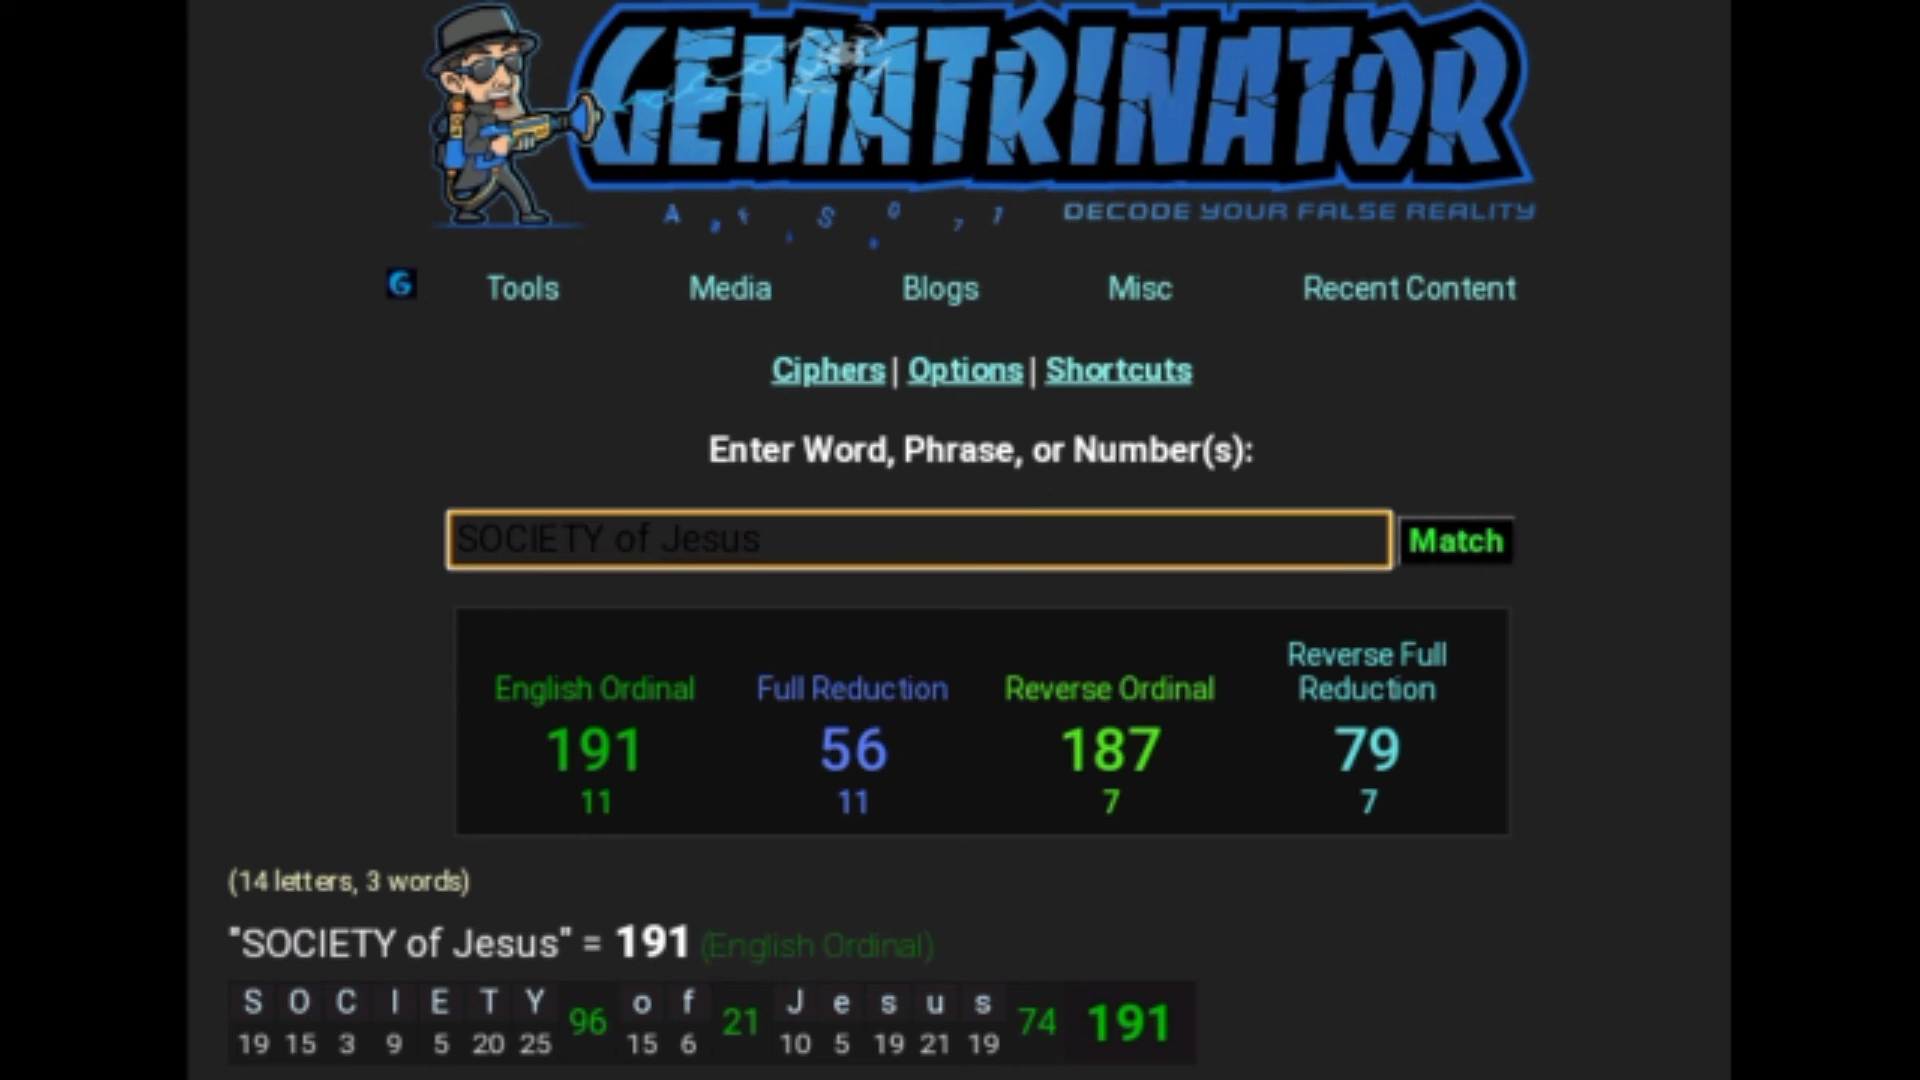 GEMATRINATOR
DECODE YOUR FALSE REALITY
G Tools Media Blogs Misc Recent Content
Ciphers | Options | Shortcuts
Enter Word, Phrase, or Number(s):
SOCIETY of Jesus Match
English Ordinal Full Reduction Reverse Ordinal Reverse Full Reduction
191 56 187 79
11 11 7 7
(14 letters, 3 words)
"SOCIETY of Jesus" = 191 (English Ordinal)
S O C I E T Y 96 o f 21 J e s u s 74 191
19 15 3 9 5 20 25 15 6 10 5 19 21 19